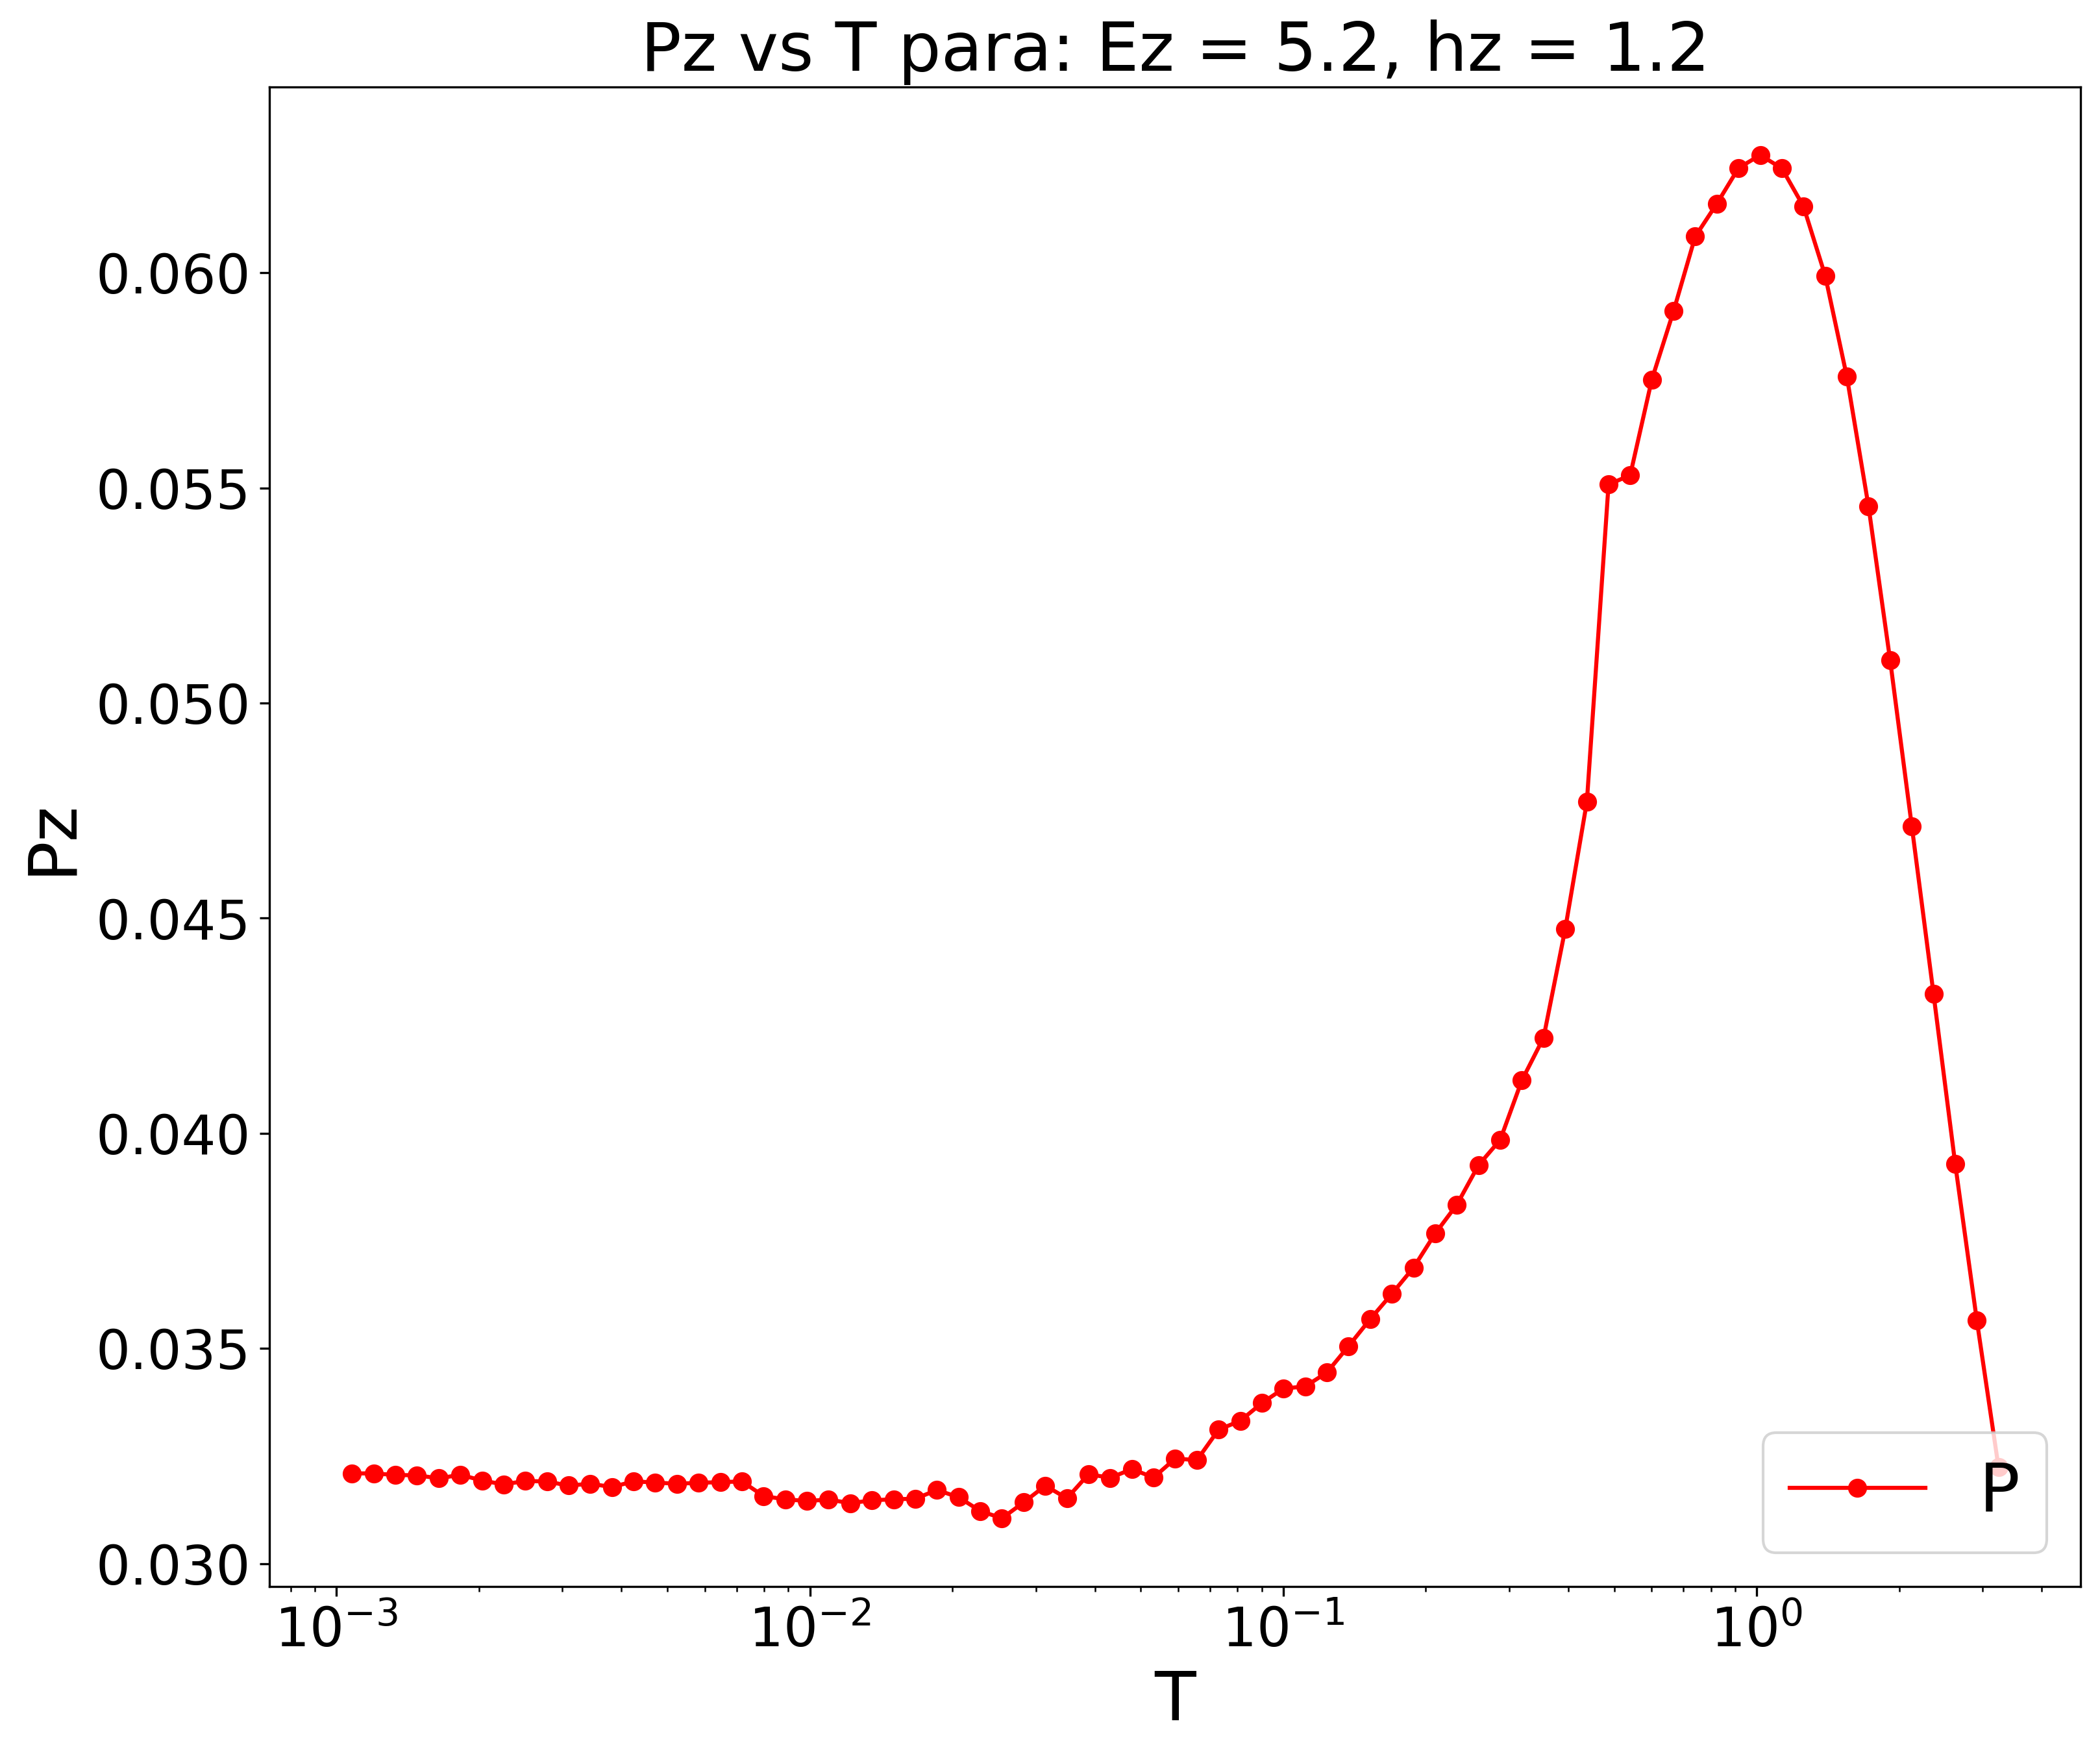 Pz vs T para: Ez = 5.2, hz = 1.2
Pz
0.060
0.055
0.050
0.045
0.040
0.035
0.030
P
10⁻³ 10⁻² 10⁻¹ 10⁰
T